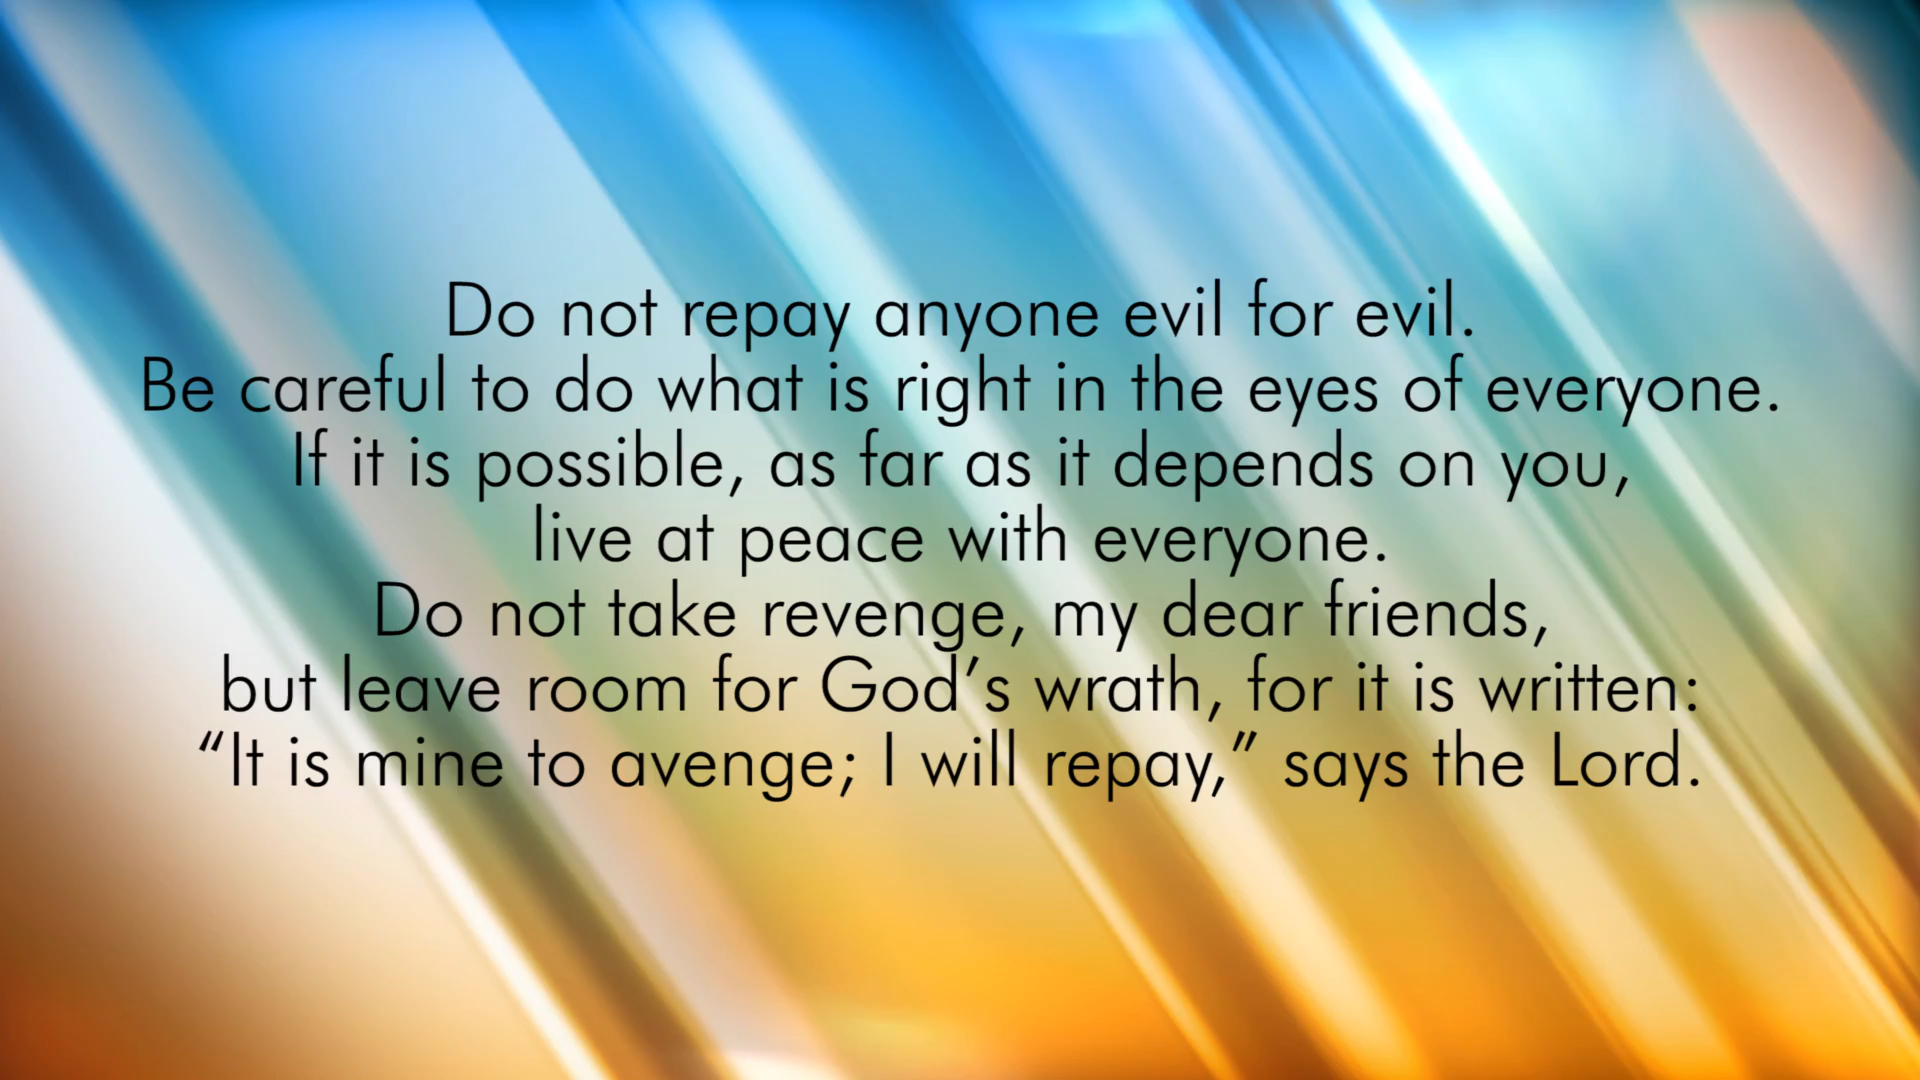 Do not repay anyone evil for evil.
Be careful to do what is right in the eyes of everyone.
If it is possible, as far as it depends on you,
live at peace with everyone.
Do not take revenge, my dear friends,
but leave room for God’s wrath, for it is written:
“It is mine to avenge; I will repay,” says the Lord.